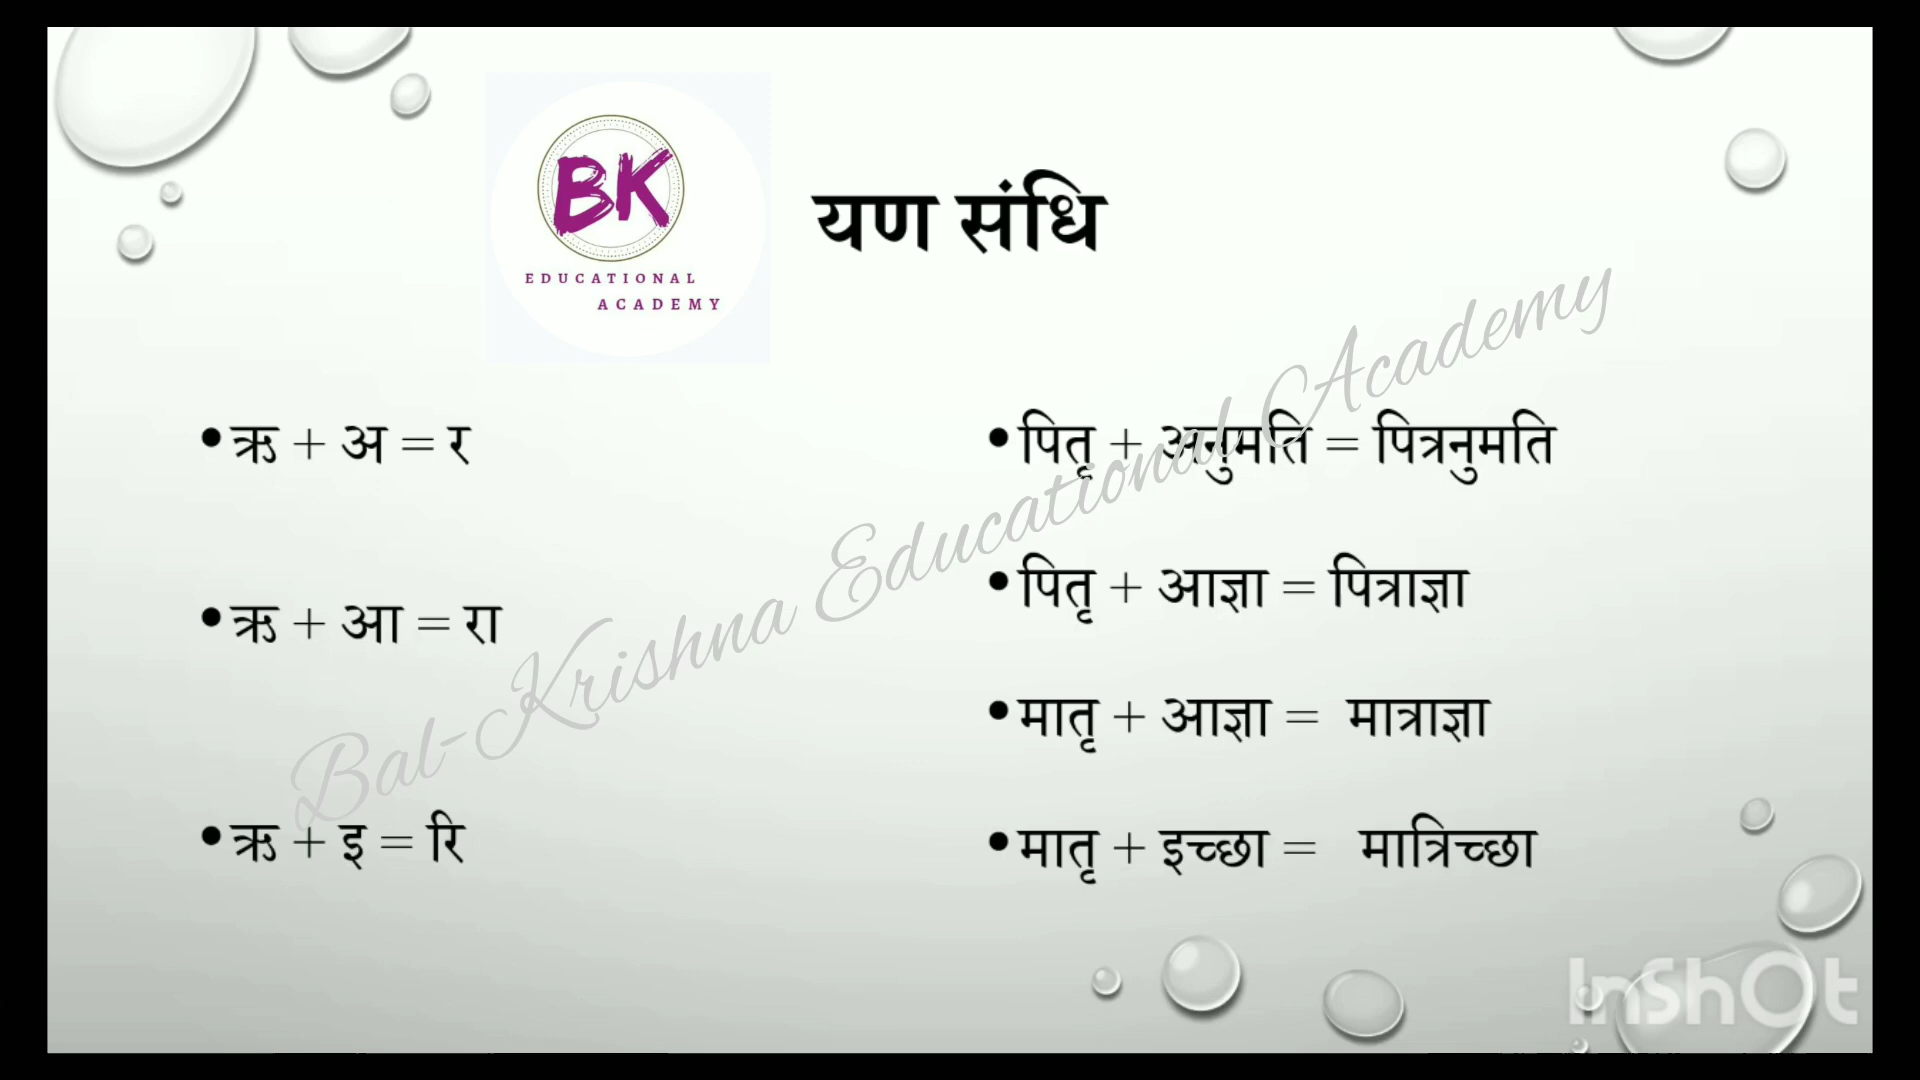 BK
EDUCATIONAL
ACADEMY
यण संधि
•ऋ + अ = र
•ऋ + आ = रा
•ऋ + इ = रि
•पितृ + अनुमति = पित्रनुमति
•पितृ + आज्ञा = पित्राज्ञा
•मातृ + आज्ञा = मात्राज्ञा
•मातृ + इच्छा = मात्रिच्छा
Bal-Krishna Educational Academy
InShOt